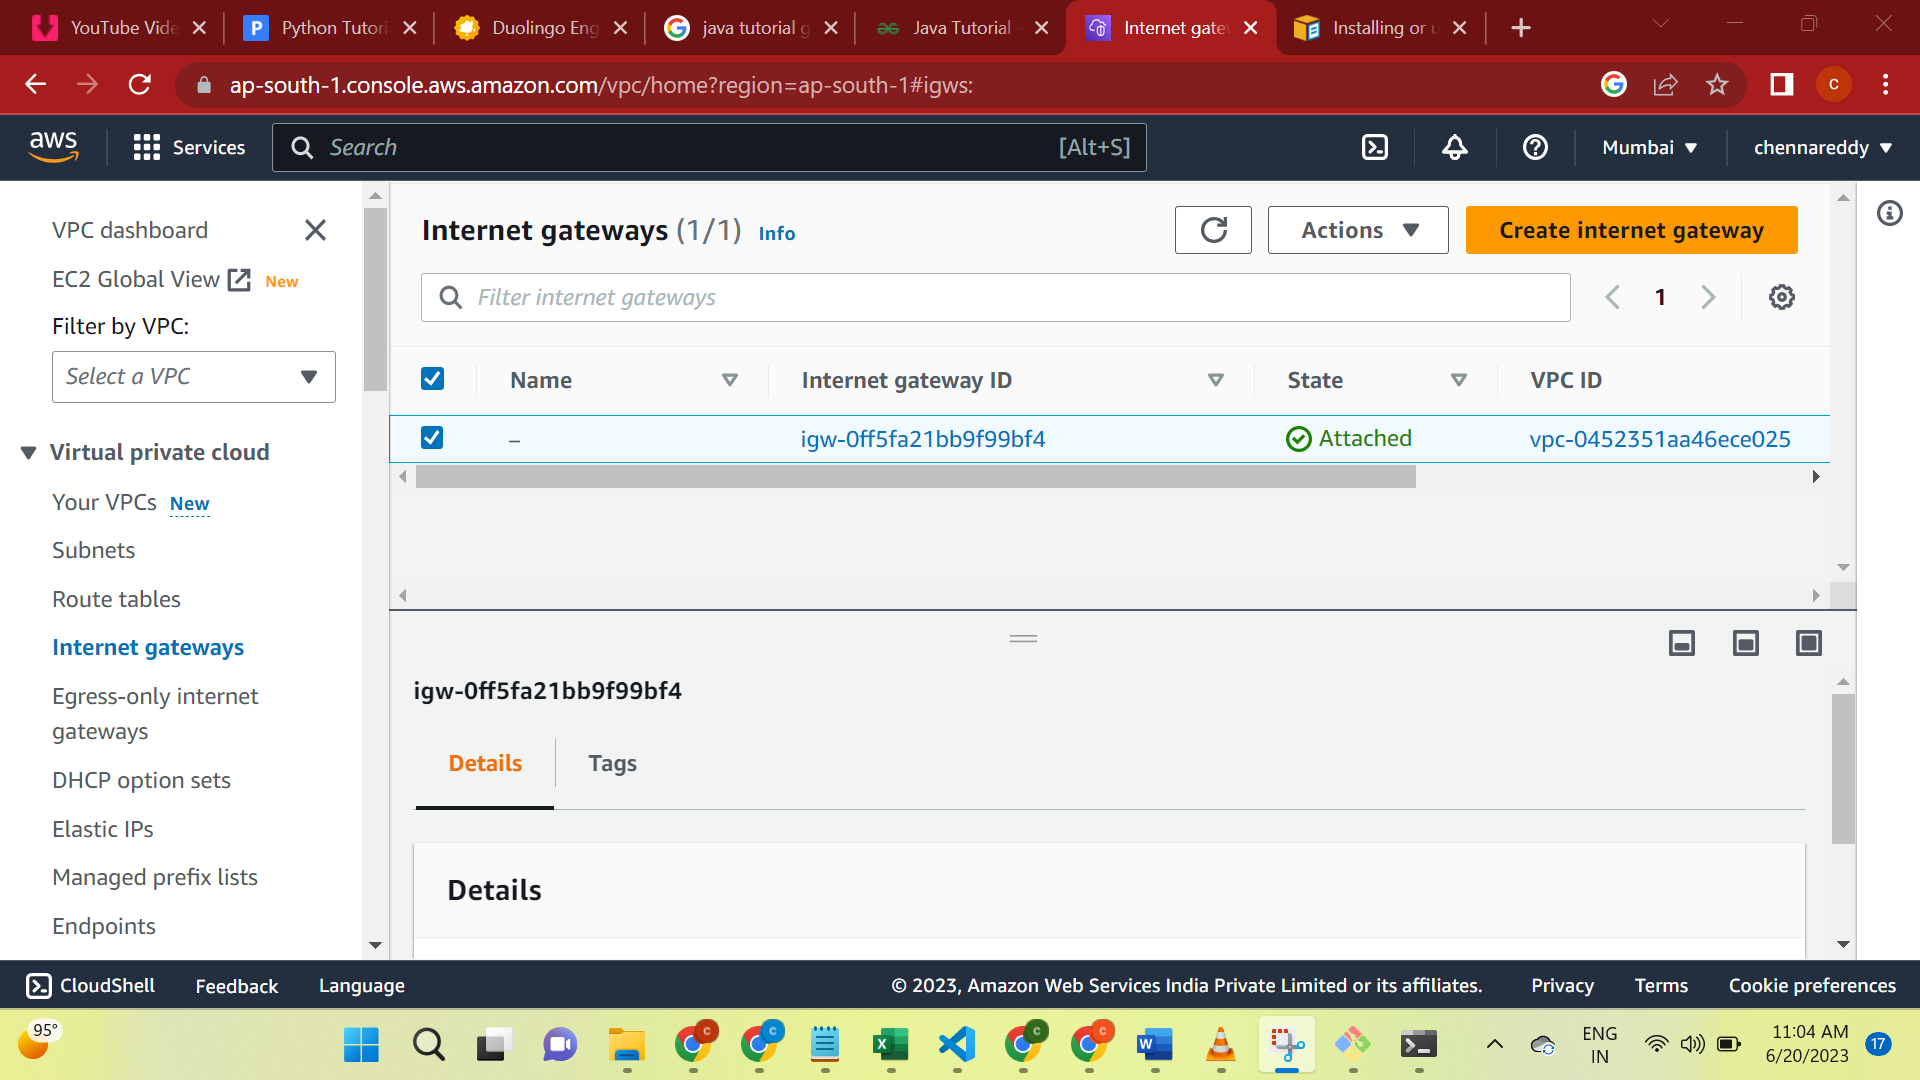 YouTube Vide
Python Tutori
Duolingo Eng
java tutorial g
Java Tutorial -
Internet gatew
Installing or u
ap-south-1.console.aws.amazon.com/vpc/home?region=ap-south-1#igws:
C
aws
Services
Search
[Alt+S]
Mumbai
chennareddy
VPC dashboard
EC2 Global View New
Filter by VPC:
Select a VPC
Virtual private cloud
Your VPCs New
Subnets
Route tables
Internet gateways
Egress-only internet
gateways
DHCP option sets
Elastic IPs
Managed prefix lists
Endpoints
Internet gateways (1/1) Info
Actions
Create internet gateway
Filter internet gateways
1
Name
Internet gateway ID
State
VPC ID
–
igw-0ff5fa21bb9f99bf4
Attached
vpc-0452351aa46ece025
igw-0ff5fa21bb9f99bf4
Details
Tags
Details
CloudShell
Feedback
Language
© 2023, Amazon Web Services India Private Limited or its affiliates.
Privacy
Terms
Cookie preferences
95°
ENG
IN
11:04 AM
6/20/2023
17